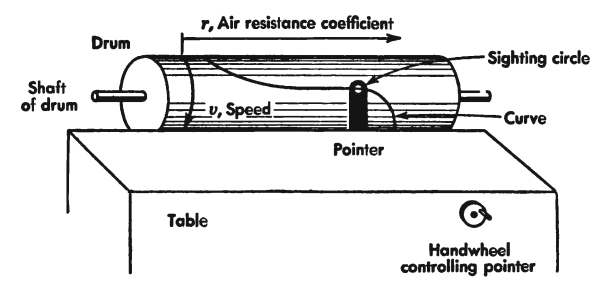 r, Air resistance coefficient
Drum
Sighting circle
Shaft
of drum
v, Speed
Curve
Pointer
Table
Handwheel
controlling pointer